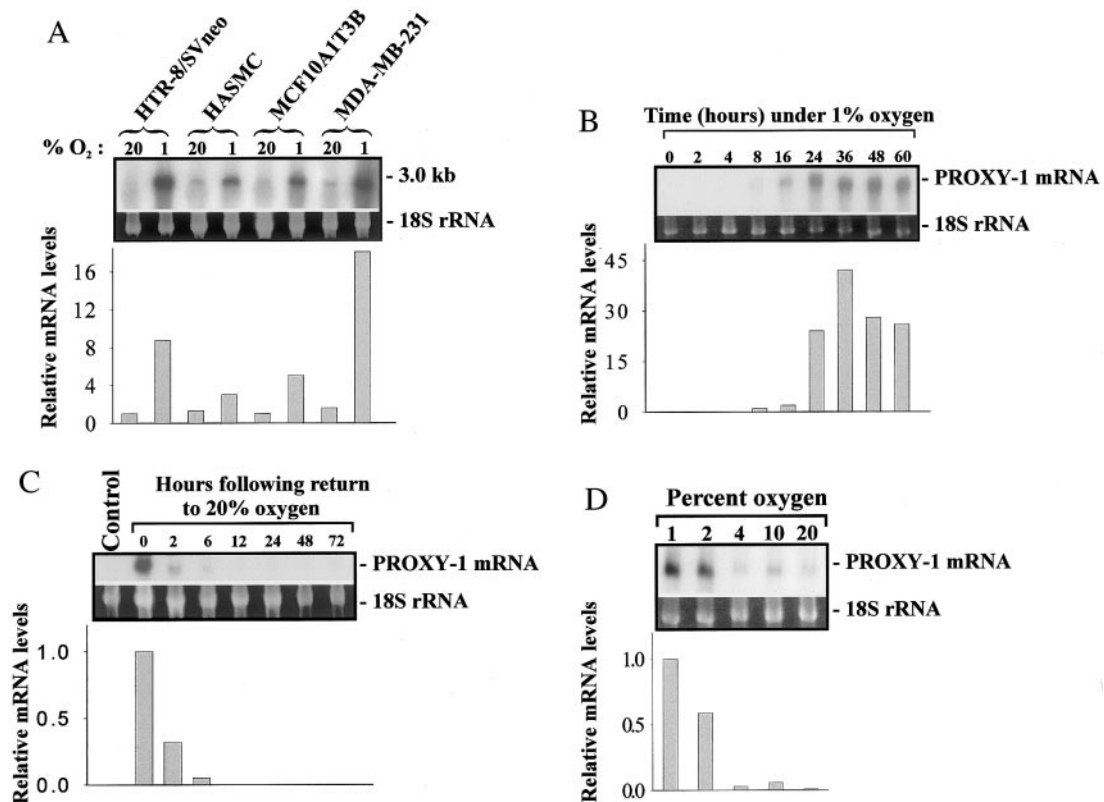 A
HTR-8/SVneo
HASMC
MCF10A1T3B
MDA-MB-231
% O2 : 20 1 20 1 20 1 20 1
- 3.0 kb
- 18S rRNA
Relative mRNA levels
16
12
8
4
0
B
Time (hours) under 1% oxygen
0 2 4 8 16 24 36 48 60
- PROXY-1 mRNA
- 18S rRNA
Relative mRNA levels
45
30
15
0
C
Control
Hours following return
to 20% oxygen
0 2 6 12 24 48 72
- PROXY-1 mRNA
- 18S rRNA
Relative mRNA levels
1.0
0.5
0.0
D
Percent oxygen
1 2 4 10 20
- PROXY-1 mRNA
- 18S rRNA
Relative mRNA levels
1.0
0.5
0.0